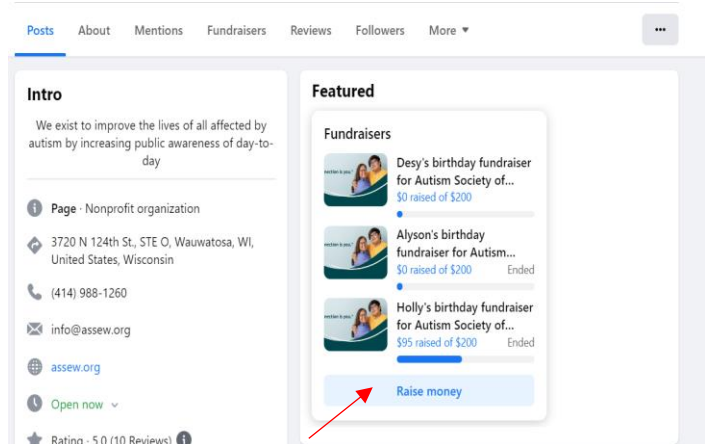 Posts About Mentions Fundraisers Reviews Followers More ▼ ...
Intro
We exist to improve the lives of all affected by
autism by increasing public awareness of day-to-
day
Page · Nonprofit organization
3720 N 124th St., STE O, Wauwatosa, WI,
United States, Wisconsin
(414) 988-1260
info@assew.org
assew.org
Open now
Rating · 5.0 (10 Reviews)
Featured
Fundraisers
Desy's birthday fundraiser
for Autism Society of...
$0 raised of $200
Alyson's birthday
fundraiser for Autism...
$0 raised of $200 Ended
Holly's birthday fundraiser
for Autism Society of...
$95 raised of $200 Ended
Raise money